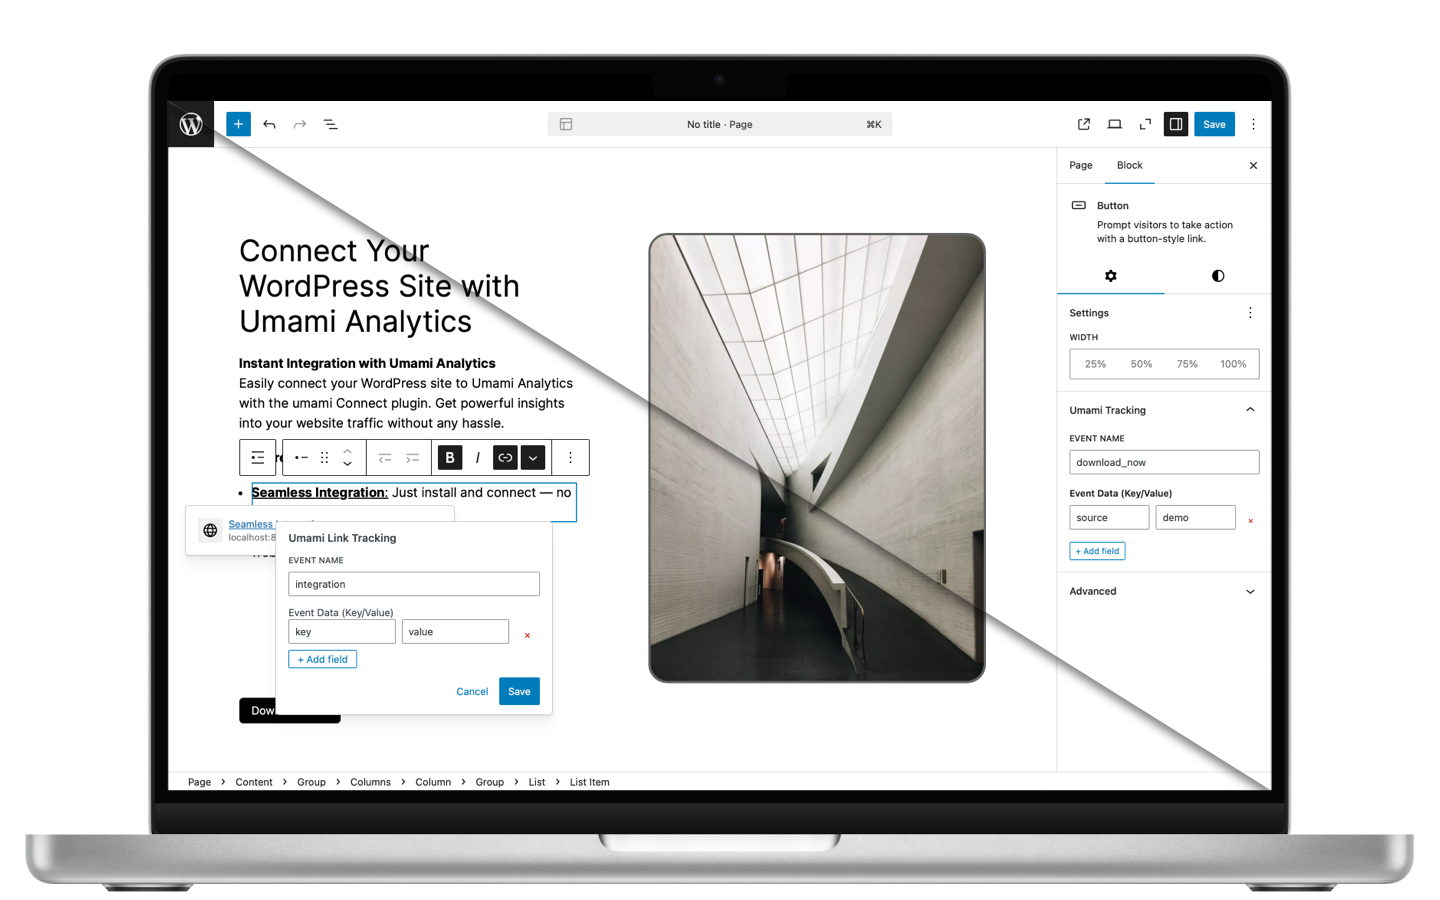 No title · Page
⌘K
Save
Page
Block
Button
Prompt visitors to take action
with a button-style link.
Settings
WIDTH
25% 50% 75% 100%
Umami Tracking
EVENT NAME
download_now
Event Data (Key/Value)
source demo ×
+ Add field
Advanced
Connect Your
WordPress Site with
Umami Analytics
Instant Integration with Umami Analytics
Easily connect your WordPress site to Umami Analytics
with the umami Connect plugin. Get powerful insights
into your website traffic without any hassle.
B I
• Seamless Integration: Just install and connect — no
Seamless
localhost:8
Umami Link Tracking
EVENT NAME
integration
Event Data (Key/Value)
key value ×
+ Add field
Cancel Save
Page > Content > Group > Columns > Column > Group > List > List Item